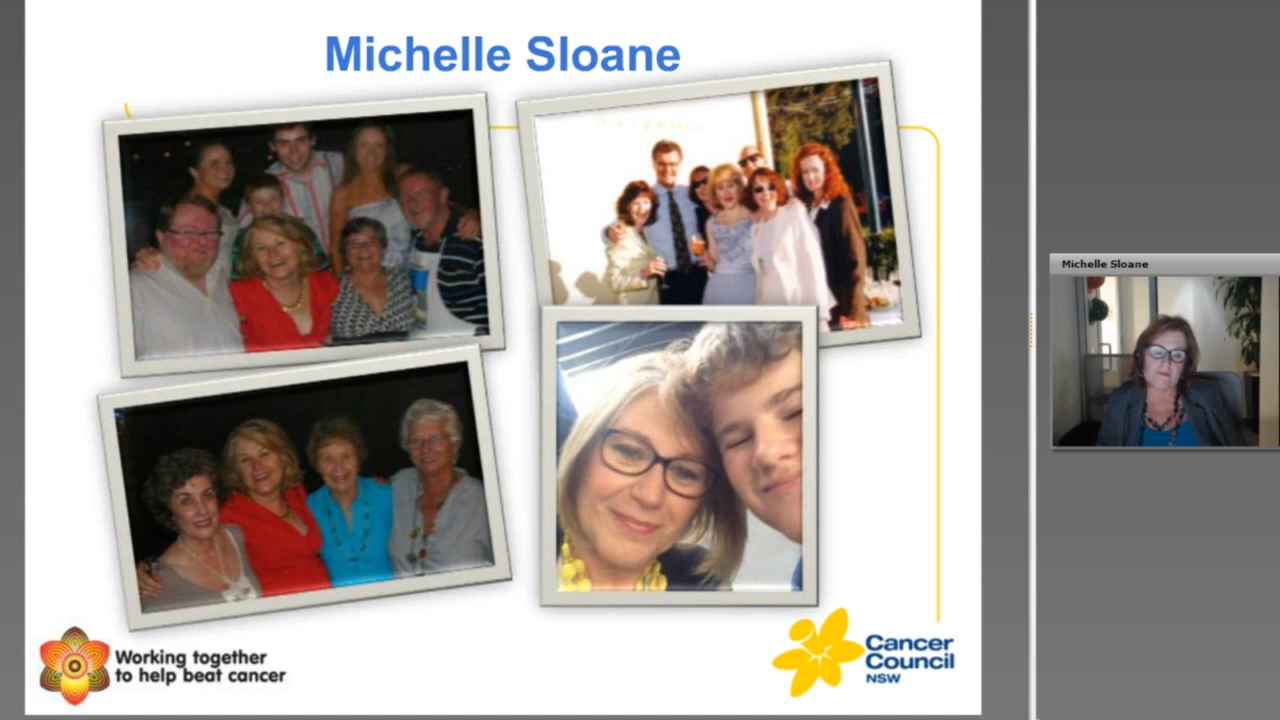 Michelle Sloane
Michelle Sloane
Working together
to help beat cancer
Cancer
Council
NSW